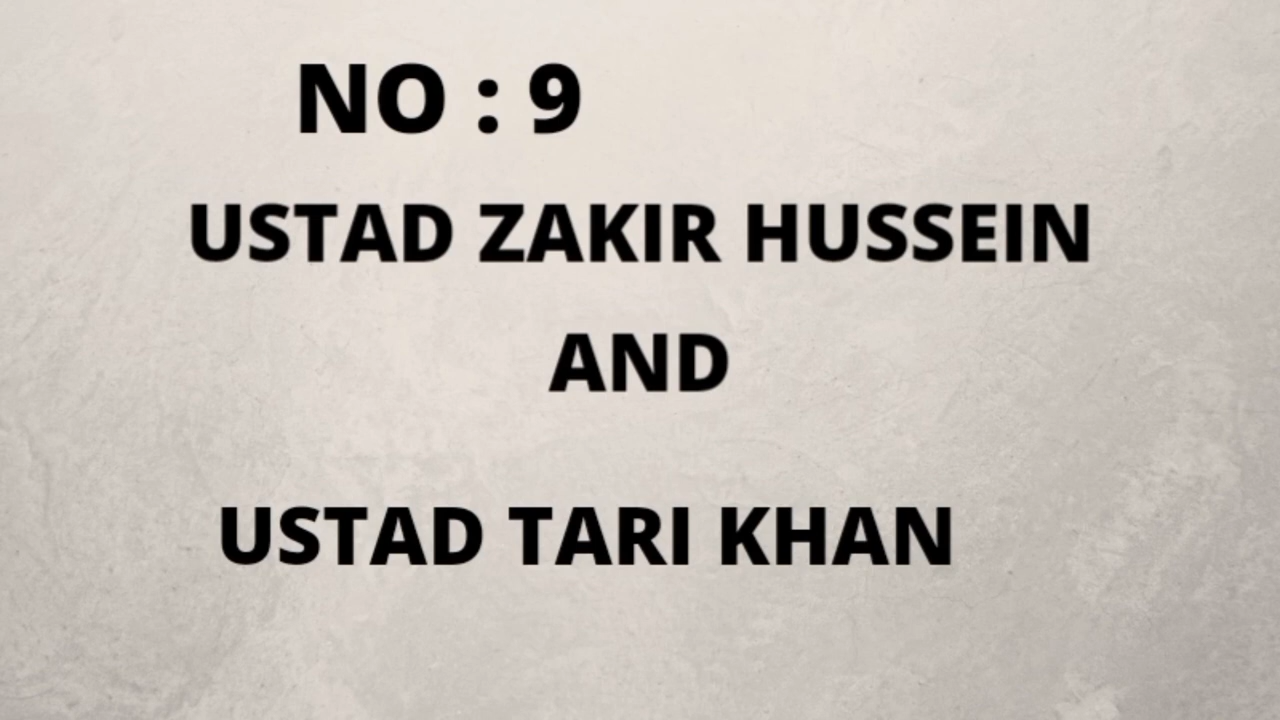 NO : 9
USTAD ZAKIR HUSSEIN
AND
USTAD TARI KHAN